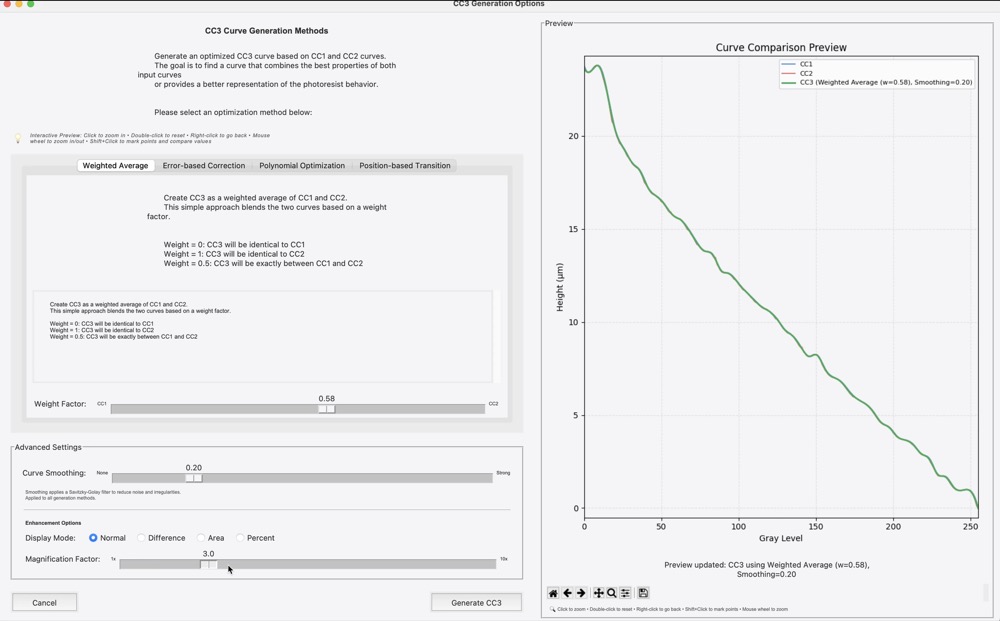 CC3 Generation Options
CC3 Curve Generation Methods
Generate an optimized CC3 curve based on CC1 and CC2 curves.
The goal is to find a curve that combines the best properties of both
input curves
or provides a better representation of the photoresist behavior.
Please select an optimization method below:
Interactive Preview: Click to zoom in • Double-click to reset • Right-click to go back • Mouse
wheel to zoom in/out • Shift+Click to mark points and compare values
Weighted Average Error-based Correction Polynomial Optimization Position-based Transition
Create CC3 as a weighted average of CC1 and CC2.
This simple approach blends the two curves based on a weight
factor.
Weight = 0: CC3 will be identical to CC1
Weight = 1: CC3 will be identical to CC2
Weight = 0.5: CC3 will be exactly between CC1 and CC2
Create CC3 as a weighted average of CC1 and CC2.
This simple approach blends the two curves based on a weight factor.
Weight = 0: CC3 will be identical to CC1
Weight = 1: CC3 will be identical to CC2
Weight = 0.5: CC3 will be exactly between CC1 and CC2
0.58
Weight Factor: CC1 CC2
Advanced Settings
0.20
Curve Smoothing: None Strong
Smoothing applies a Savitzky-Golay filter to reduce noise and irregularities.
Applied to all generation methods.
Enhancement Options
Display Mode: Normal Difference Area Percent
3.0
Magnification Factor: 1x 10x
Cancel Generate CC3
Preview
Curve Comparison Preview
CC1
CC2
CC3 (Weighted Average (w=0.58), Smoothing=0.20)
20
15
10
5
0
Height (μm)
0 50 100 150 200 250
Gray Level
Preview updated: CC3 using Weighted Average (w=0.58),
Smoothing=0.20
Click to zoom • Double-click to reset • Right-click to go back • Shift+Click to mark points • Mouse wheel to zoom